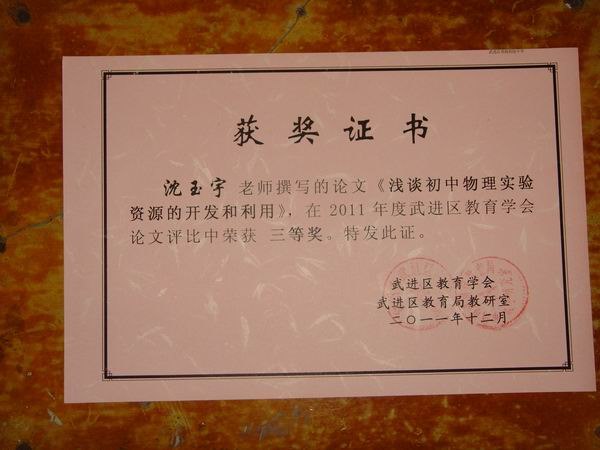 获奖证书
沈玉宇 老师撰写的论文《浅谈初中物理实验
资源的开发和利用》，在 2011 年度武进区教育学会
论文评比中荣获 三等奖。特发此证。
武进区教育学会
武进区教育局教研室
二〇一一年十二月